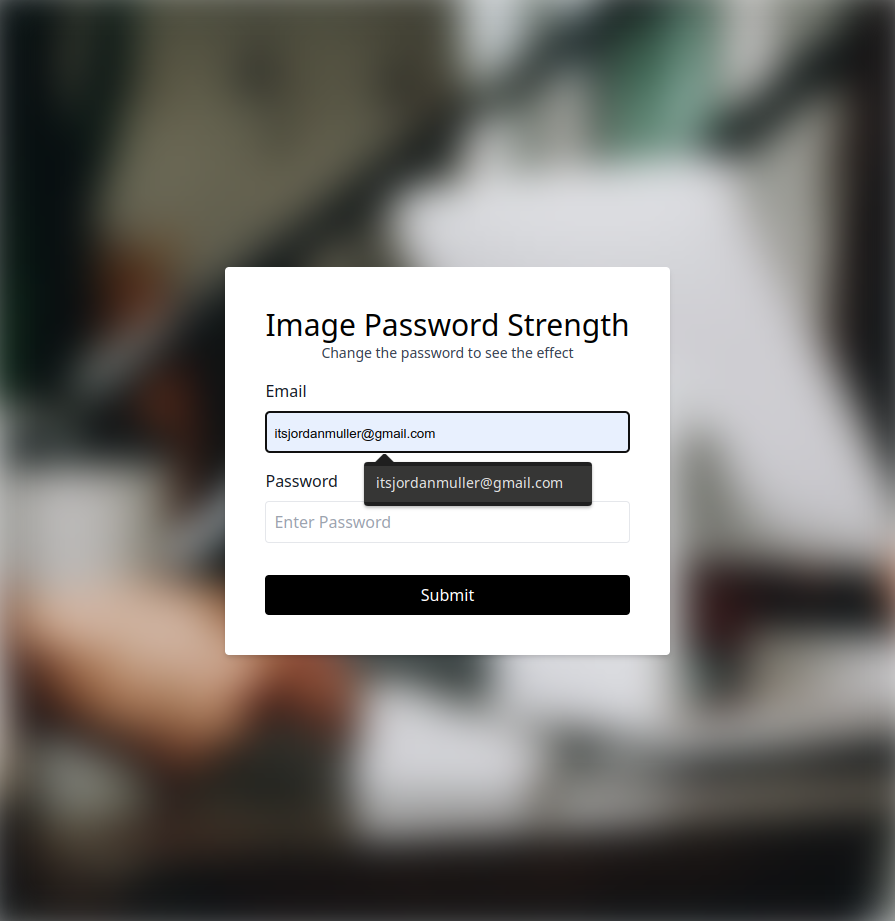 Image Password Strength
Change the password to see the effect
Email
itsjordanmuller@gmail.com
Password
itsjordanmuller@gmail.com
Enter Password
Submit